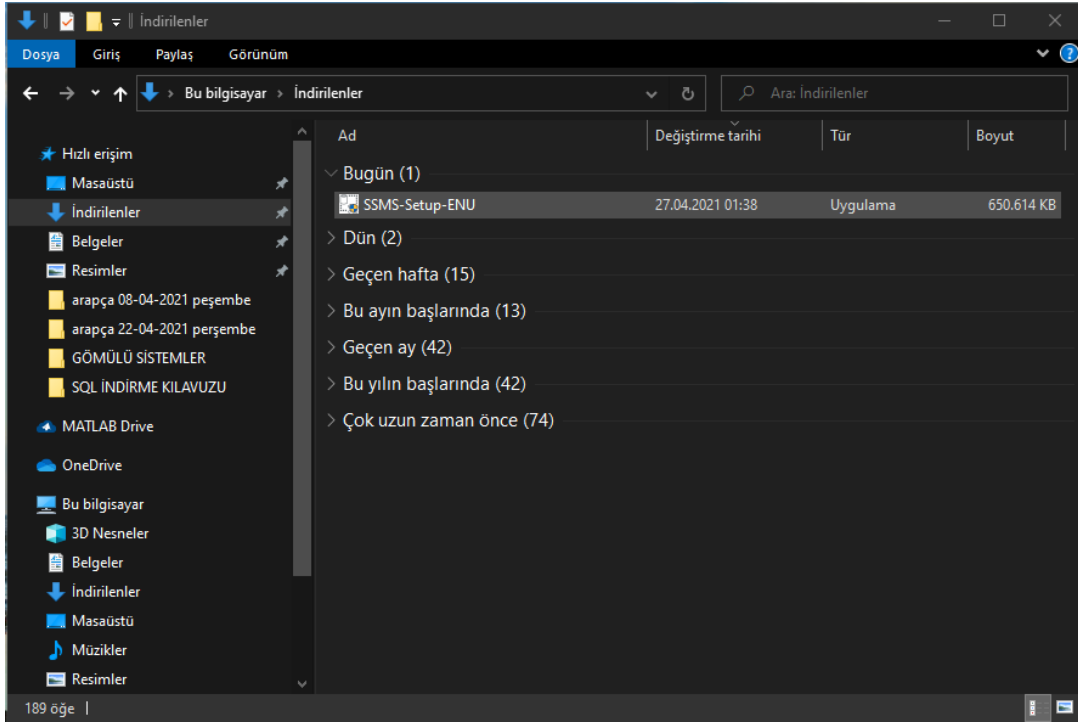 İndirilenler
Dosya Giriş Paylaş Görünüm
Bu bilgisayar İndirilenler Ara: İndirilenler
Ad Değiştirme tarihi Tür Boyut
Hızlı erişim
Masaüstü
İndirilenler
Belgeler
Resimler
arapça 08-04-2021 peşembe
arapça 22-04-2021 perşembe
GÖMÜLÜ SİSTEMLER
SQL İNDİRME KILAVUZU
MATLAB Drive
OneDrive
Bu bilgisayar
3D Nesneler
Belgeler
İndirilenler
Masaüstü
Müzikler
Resimler
Bugün (1)
SSMS-Setup-ENU 27.04.2021 01:38 Uygulama 650.614 KB
Dün (2)
Geçen hafta (15)
Bu ayın başlarında (13)
Geçen ay (42)
Bu yılın başlarında (42)
Çok uzun zaman önce (74)
189 öğe